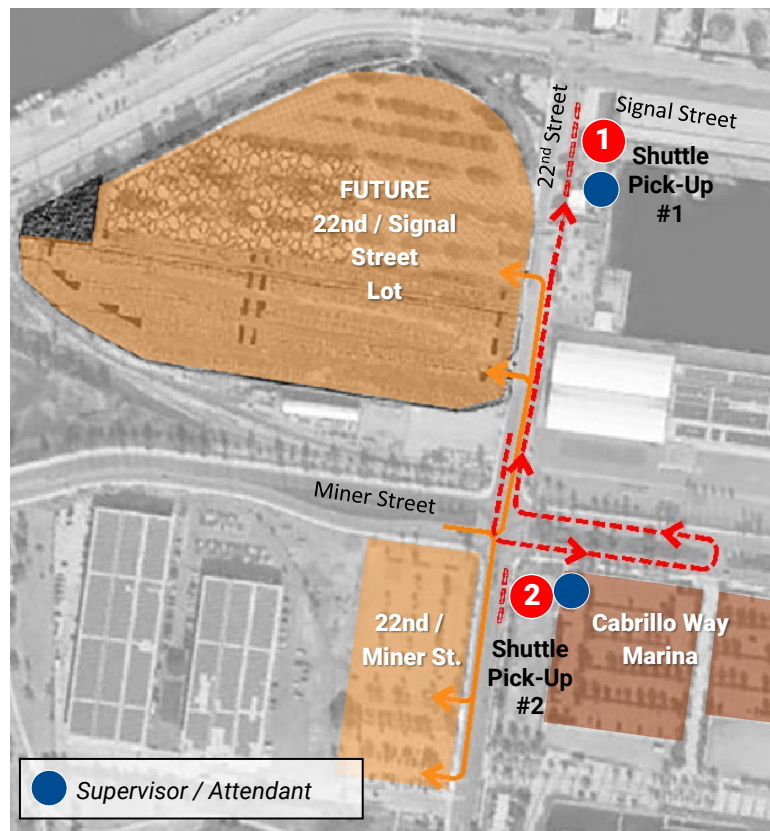 Signal Street
22nd Street
1
Shuttle
Pick-Up
#1
FUTURE
22nd / Signal
Street
Lot
Miner Street
2
Shuttle
Pick-Up
#2
22nd /
Miner St.
Cabrillo Way
Marina
Supervisor / Attendant